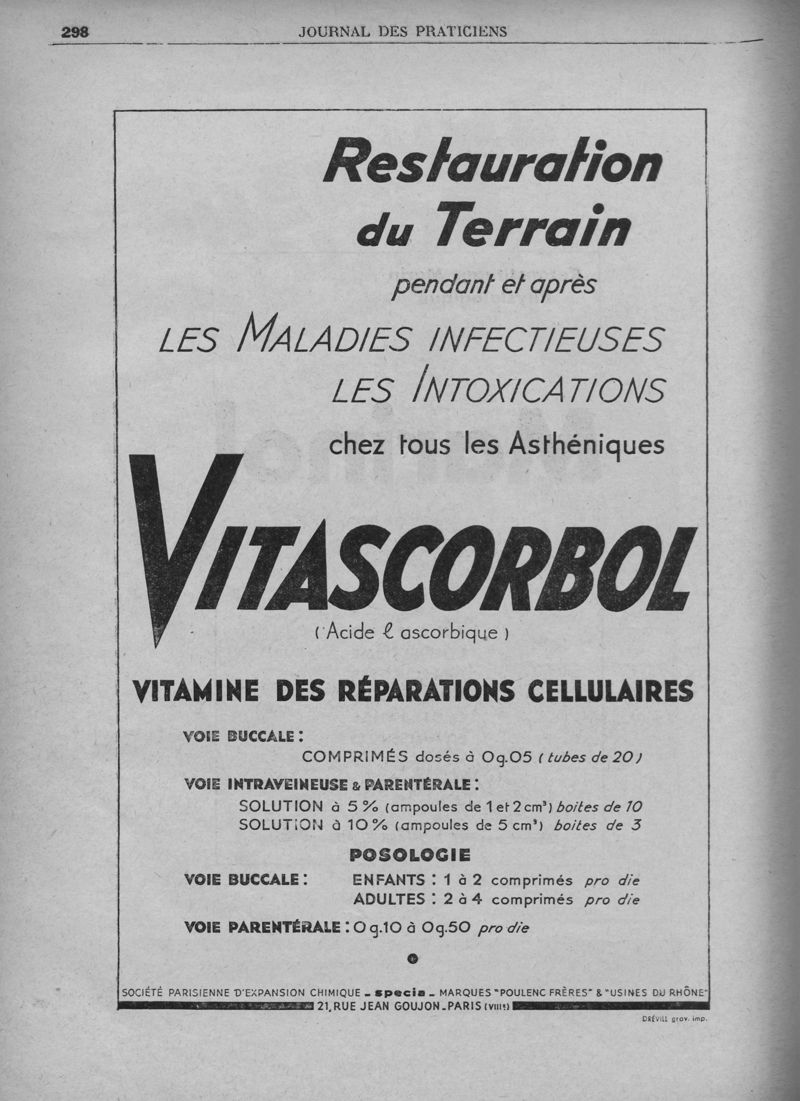 298
JOURNAL DES PRATICIENS
Restauration
du Terrain
pendant et après
LES MALADIES INFECTIEUSES
LES INTOXICATIONS
chez tous les Asthéniques
VITASCORBOL
(Acide l ascorbique)
VITAMINE DES RÉPARATIONS CELLULAIRES
VOIE BUCCALE :
COMPRIMÉS dosés à 0g.05 (tubes de 20)
VOIE INTRAVEINEUSE & PARENTÉRALE :
SOLUTION à 5 % (ampoules de 1 et 2 cm³) boites de 10
SOLUTION à 10 % (ampoules de 5 cm³) boites de 3
POSOLOGIE
VOIE BUCCALE : ENFANTS : 1 à 2 comprimés pro die
ADULTES : 2 à 4 comprimés pro die
VOIE PARENTÉRALE : 0g.10 à 0g.50 pro die
SOCIÉTÉ PARISIENNE D'EXPANSION CHIMIQUE _ specia _ MARQUES "POULENC FRÈRES" & "USINES DU RHÔNE"
21, RUE JEAN GOUJON _ PARIS (VIIIe)
DRÉVILL grav. imp.